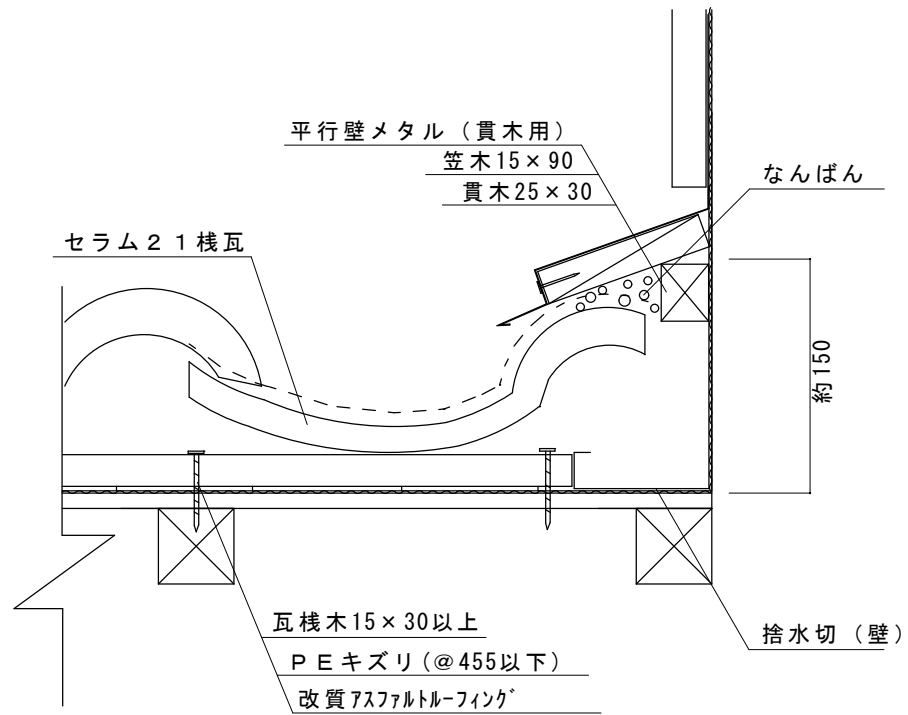 平行壁メタル（貫木用）
笠木15×90
貫木25×30
なんばん
セラム２１桟瓦
約150
瓦桟木15×30以上
ＰＥキズリ(＠455以下)
改質ｱｽﾌｧﾙﾄﾙｰﾌｨﾝｸﾞ
捨水切（壁）